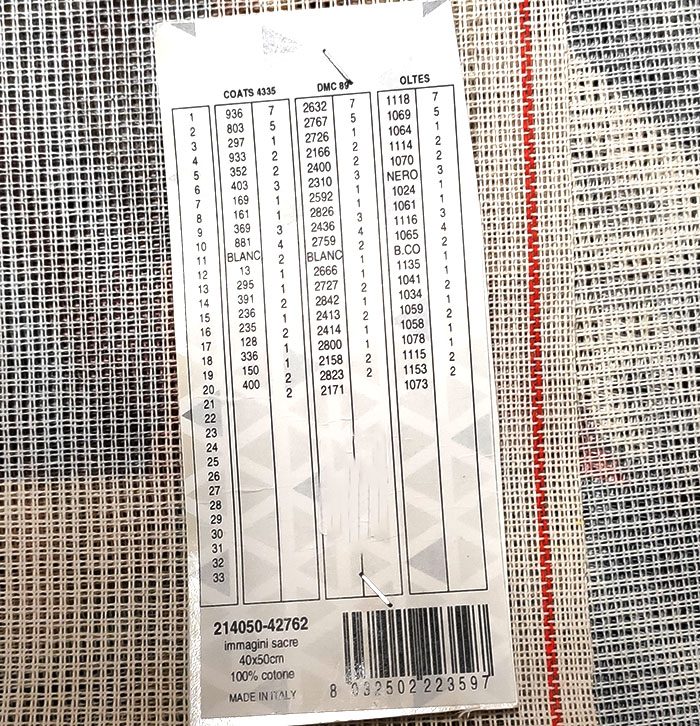 COATS 4335 DMC 89 OLTES
1 936 7 2632 7 1118 7
2 803 5 2767 5 1069 5
3 297 1 2726 1 1064 1
4 933 2 2166 2 1114 2
5 352 2 2400 2 1070 2
6 403 3 2310 3 NERO 3
7 169 1 2592 1 1024 1
8 161 1 2826 1 1061 1
9 369 3 2436 3 1116 3
10 881 4 2759 4 1065 4
11 BLANC 2 BLANC 2 B.CO 2
12 13 1 2666 1 1135 1
13 295 1 2727 1 1041 1
14 391 2 2842 2 1034 2
15 236 1 2413 1 1059 1
16 235 2 2414 2 1058 2
17 128 1 2800 1 1078 1
18 336 1 2158 1 1115 1
19 150 2 2823 2 1153 2
20 400 2 2171 2 1073 2
21
22
23
24
25
26
27
28
29
30
31
32
33
214050-42762
immagini sacre
40x50cm
100% cotone
MADE IN ITALY
8 032502 223597